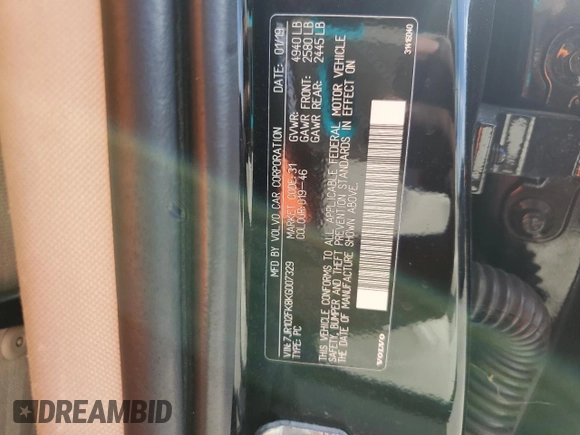 MFD BY VOLVO CAR CORPORATION DATE: 01/19
VIN: 7JR102FK8KG007329 MARKET CODE:31 GVWR: 4940 LB
TYPE: PC COLOUR:019-46 GAWR FRONT: 2580 LB
GAWR REAR: 2445 LB
THIS VEHICLE CONFORMS TO ALL APPLICABLE FEDERAL MOTOR VEHICLE
SAFETY, BUMPER AND THEFT PREVENTION STANDARDS IN EFFECT ON
THE DATE OF MANUFACTURE SHOWN ABOVE.
VOLVO 31416040
DREAMBID